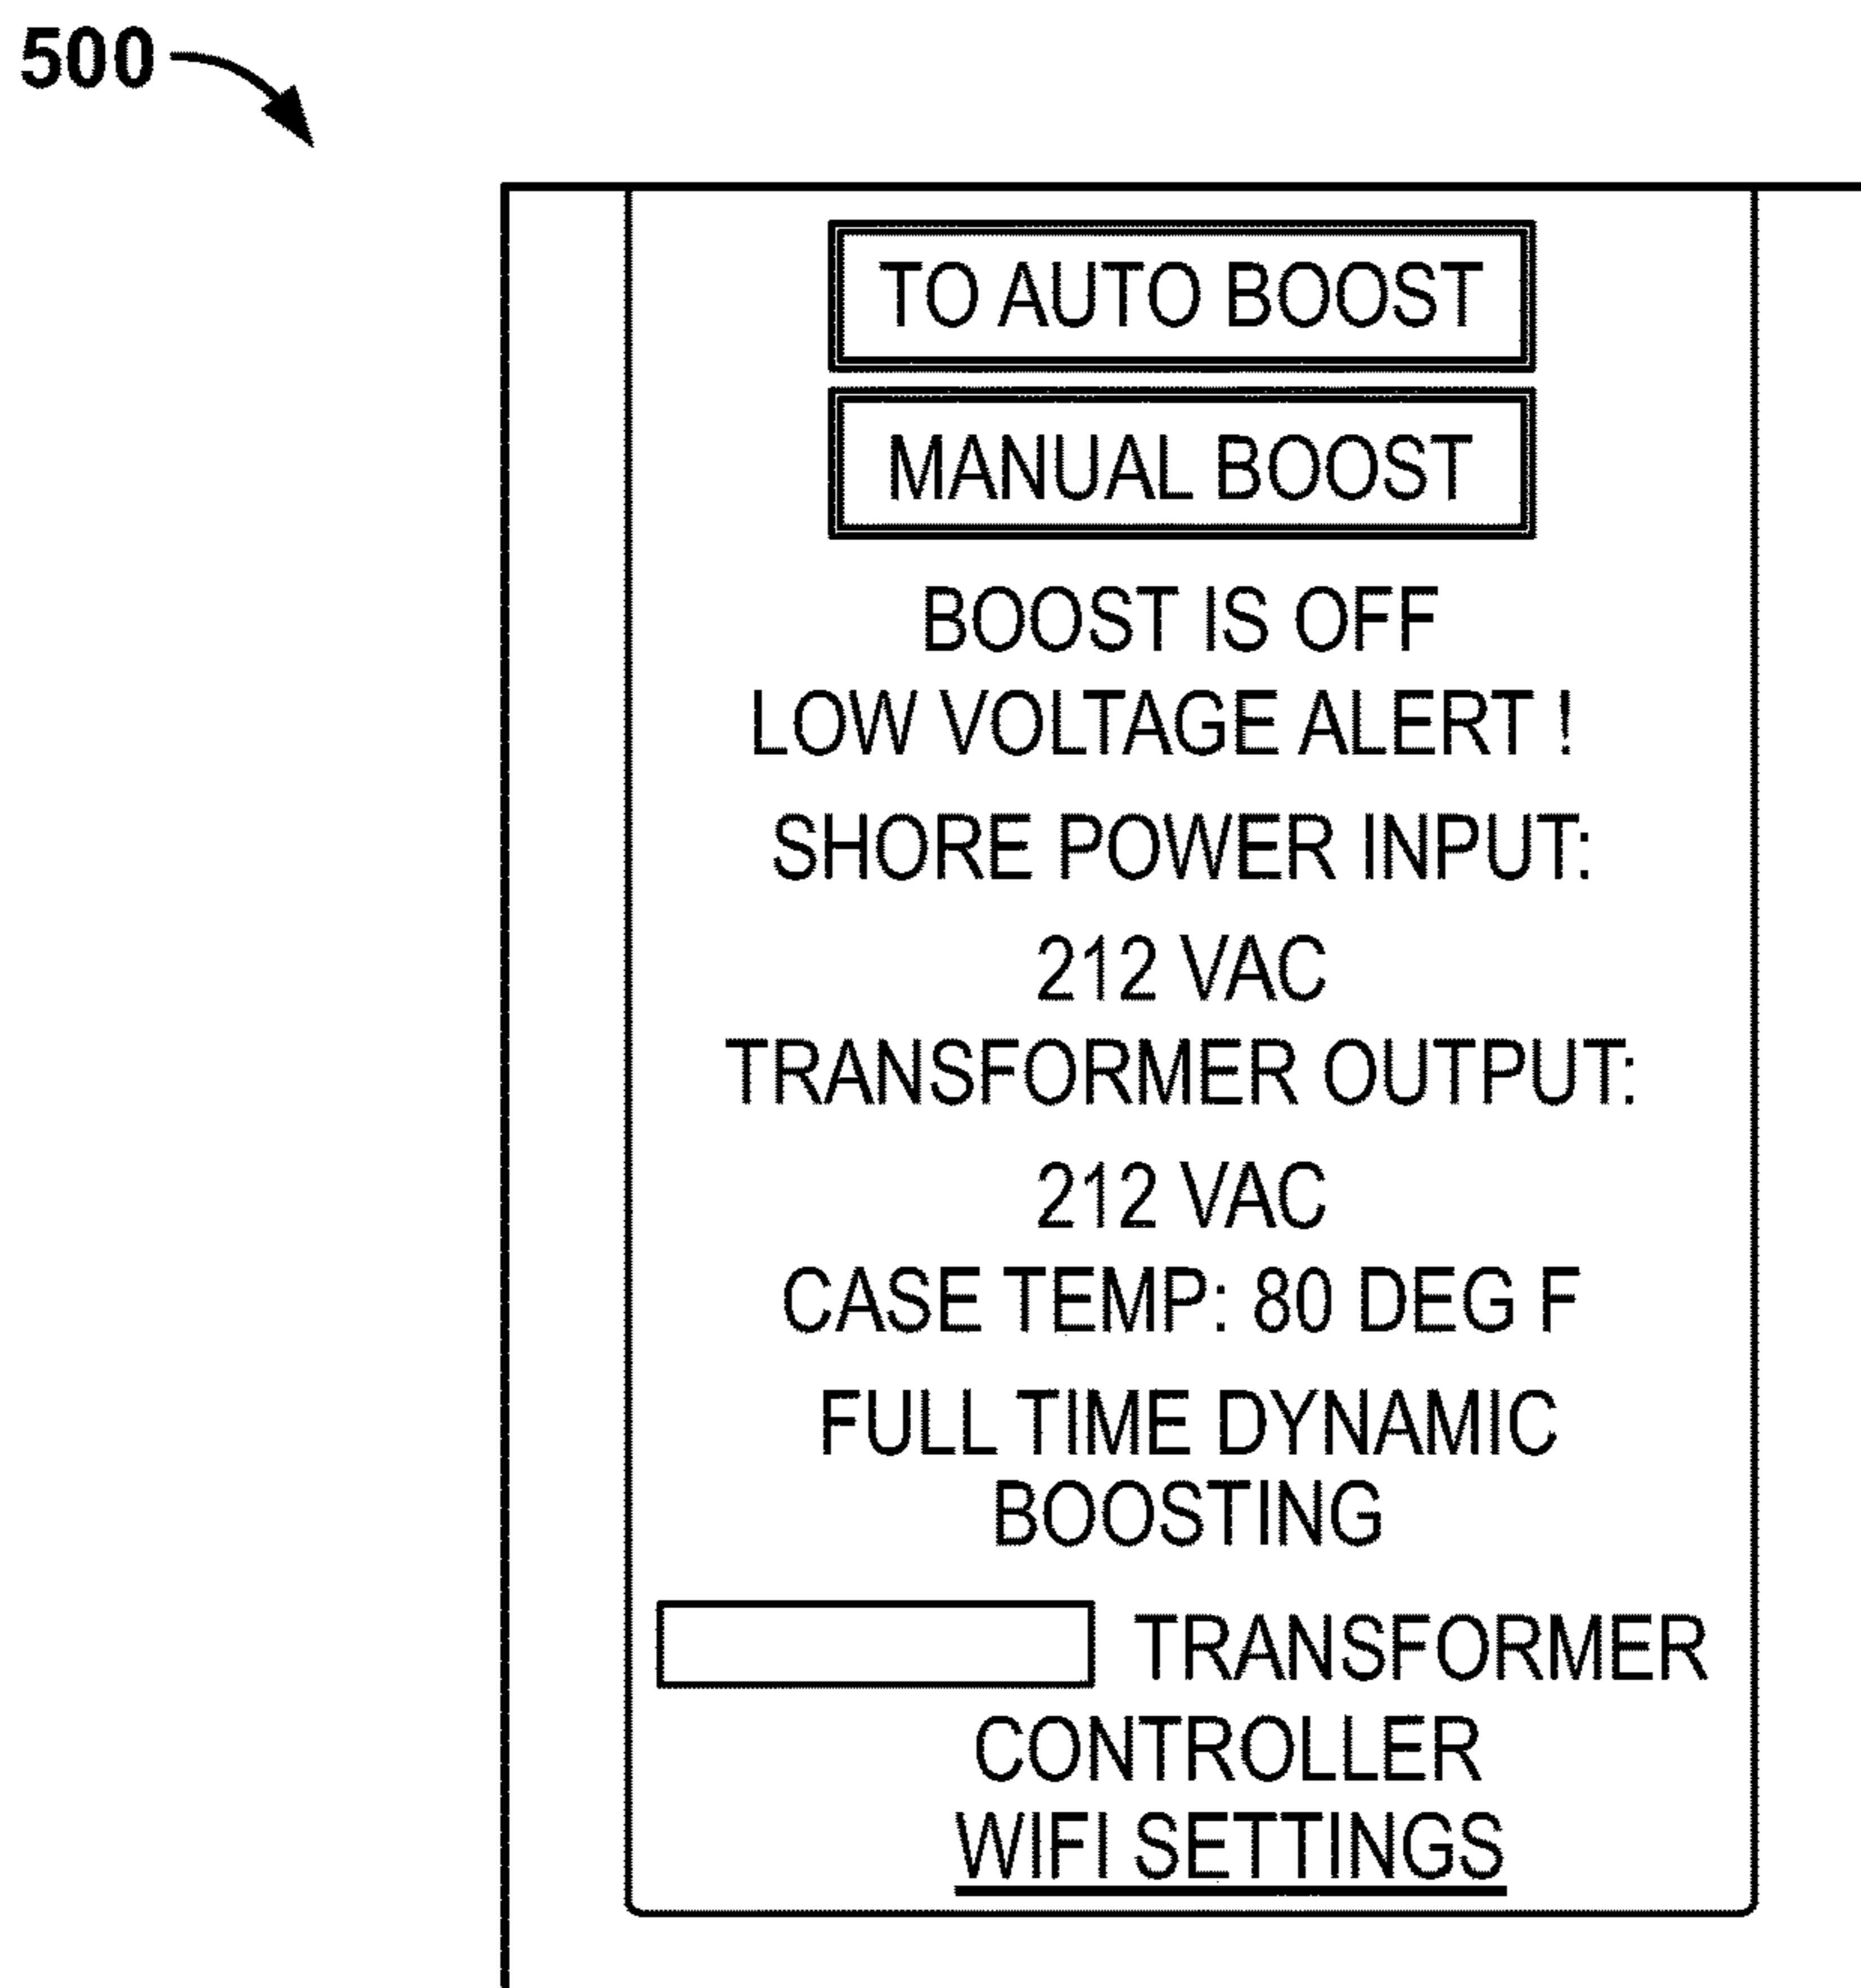 500
TO AUTO BOOST
MANUAL BOOST
BOOST IS OFF
LOW VOLTAGE ALERT !
SHORE POWER INPUT:
212 VAC
TRANSFORMER OUTPUT:
212 VAC
CASE TEMP: 80 DEG F
FULL TIME DYNAMIC
BOOSTING
TRANSFORMER
CONTROLLER
WIFI SETTINGS